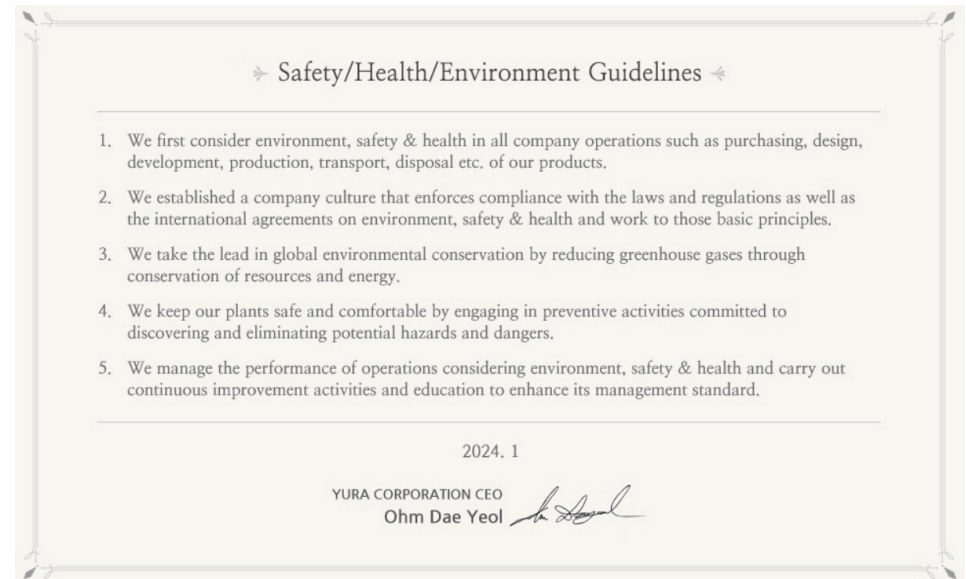 Safety/Health/Environment Guidelines
1. We first consider environment, safety & health in all company operations such as purchasing, design,
development, production, transport, disposal etc. of our products.
2. We established a company culture that enforces compliance with the laws and regulations as well as
the international agreements on environment, safety & health and work to those basic principles.
3. We take the lead in global environmental conservation by reducing greenhouse gases through
conservation of resources and energy.
4. We keep our plants safe and comfortable by engaging in preventive activities committed to
discovering and eliminating potential hazards and dangers.
5. We manage the performance of operations considering environment, safety & health and carry out
continuous improvement activities and education to enhance its management standard.
2024. 1
YURA CORPORATION CEO
Ohm Dae Yeol